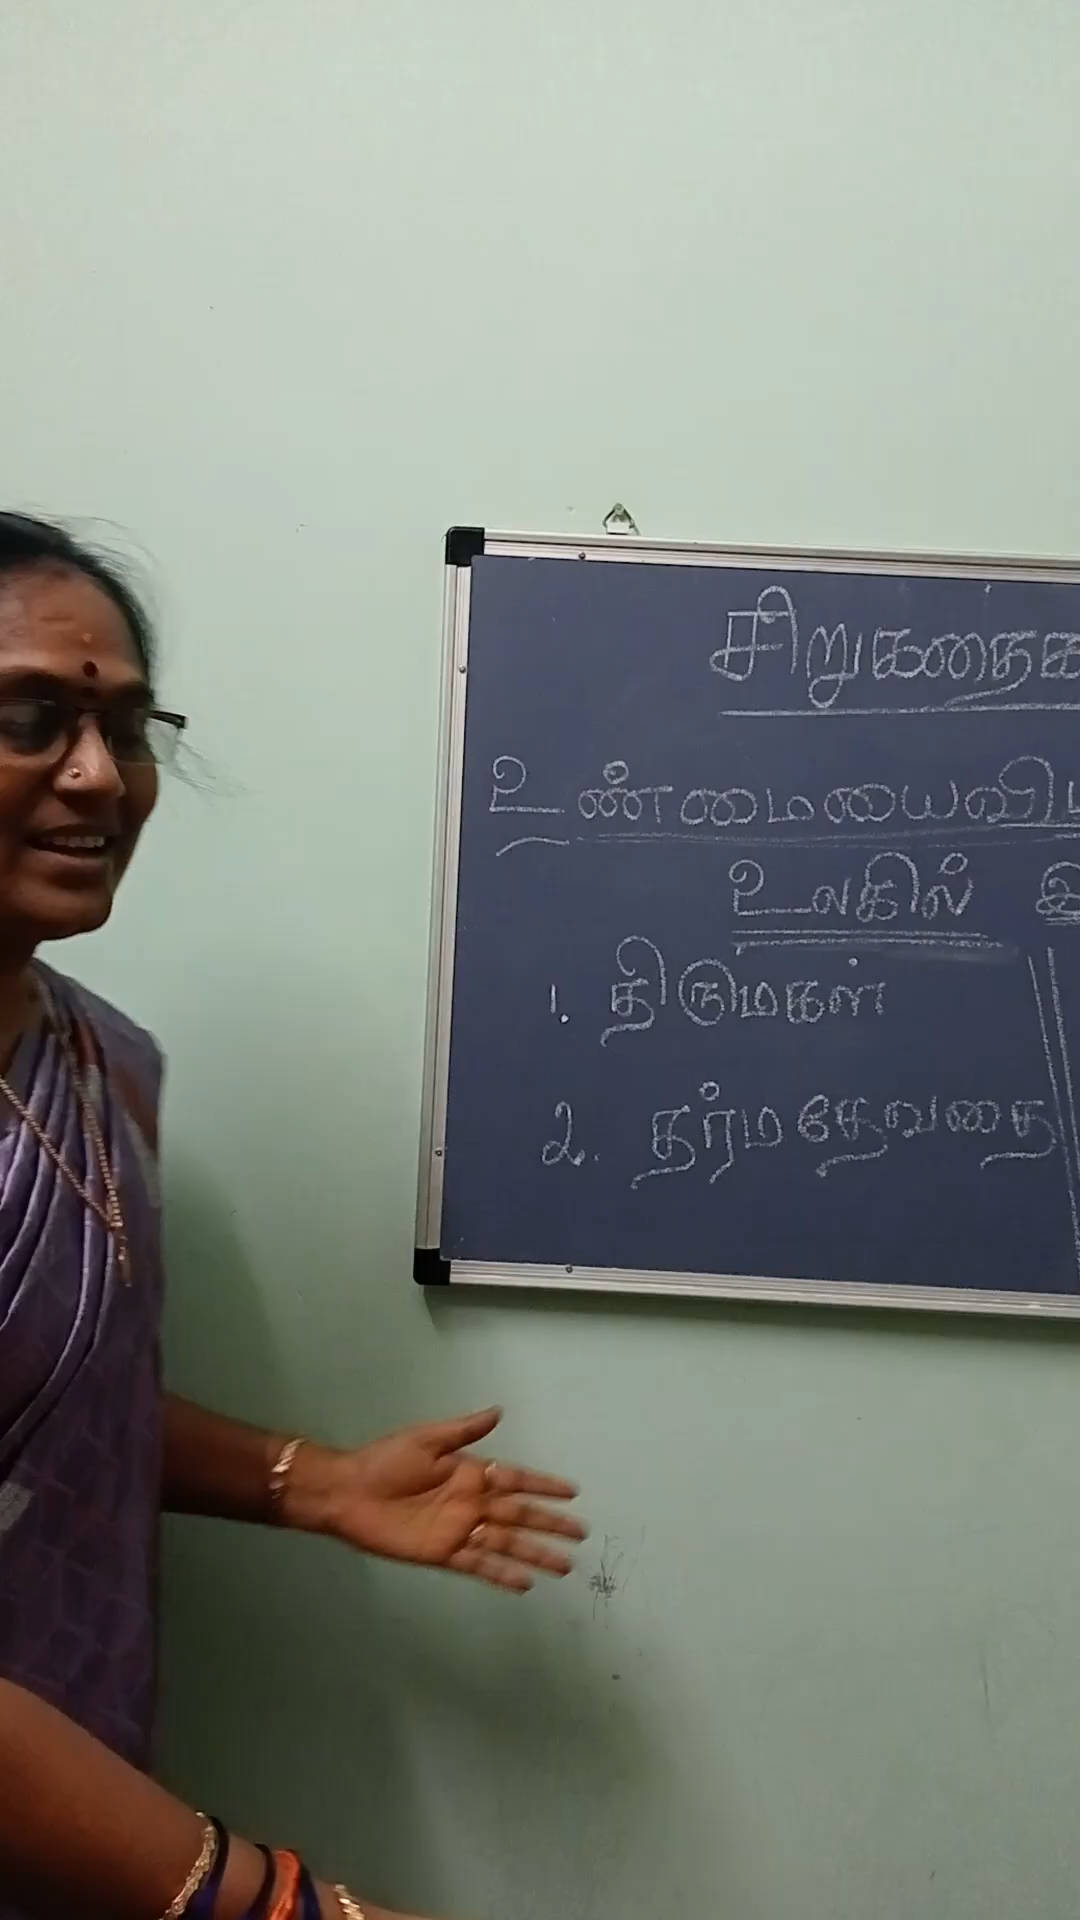 சிறுகதைக
உண்மையைவிட
உலகில்
1. திருமகள்
2. தர்மதேவதை